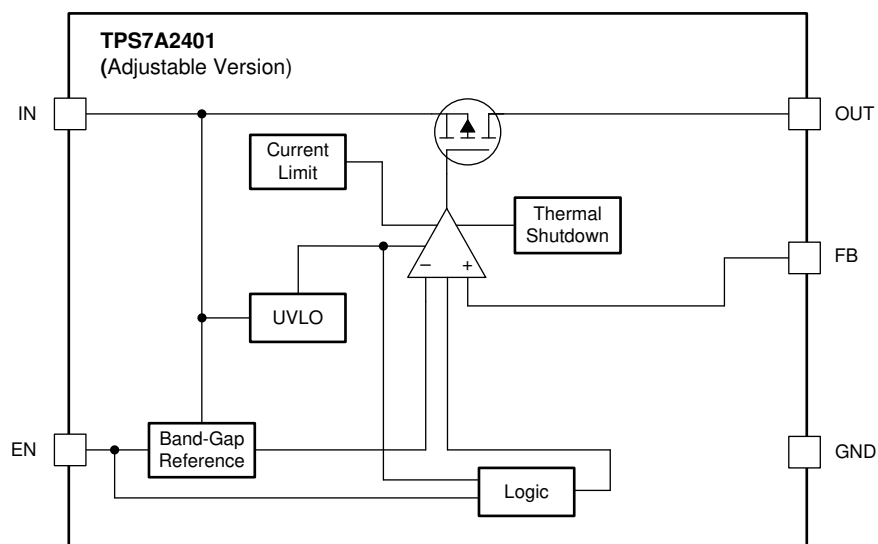 TPS7A2401
(Adjustable Version)
IN
OUT
Current
Limit
Thermal
Shutdown
– +
FB
UVLO
EN
Band-Gap
Reference
GND
Logic